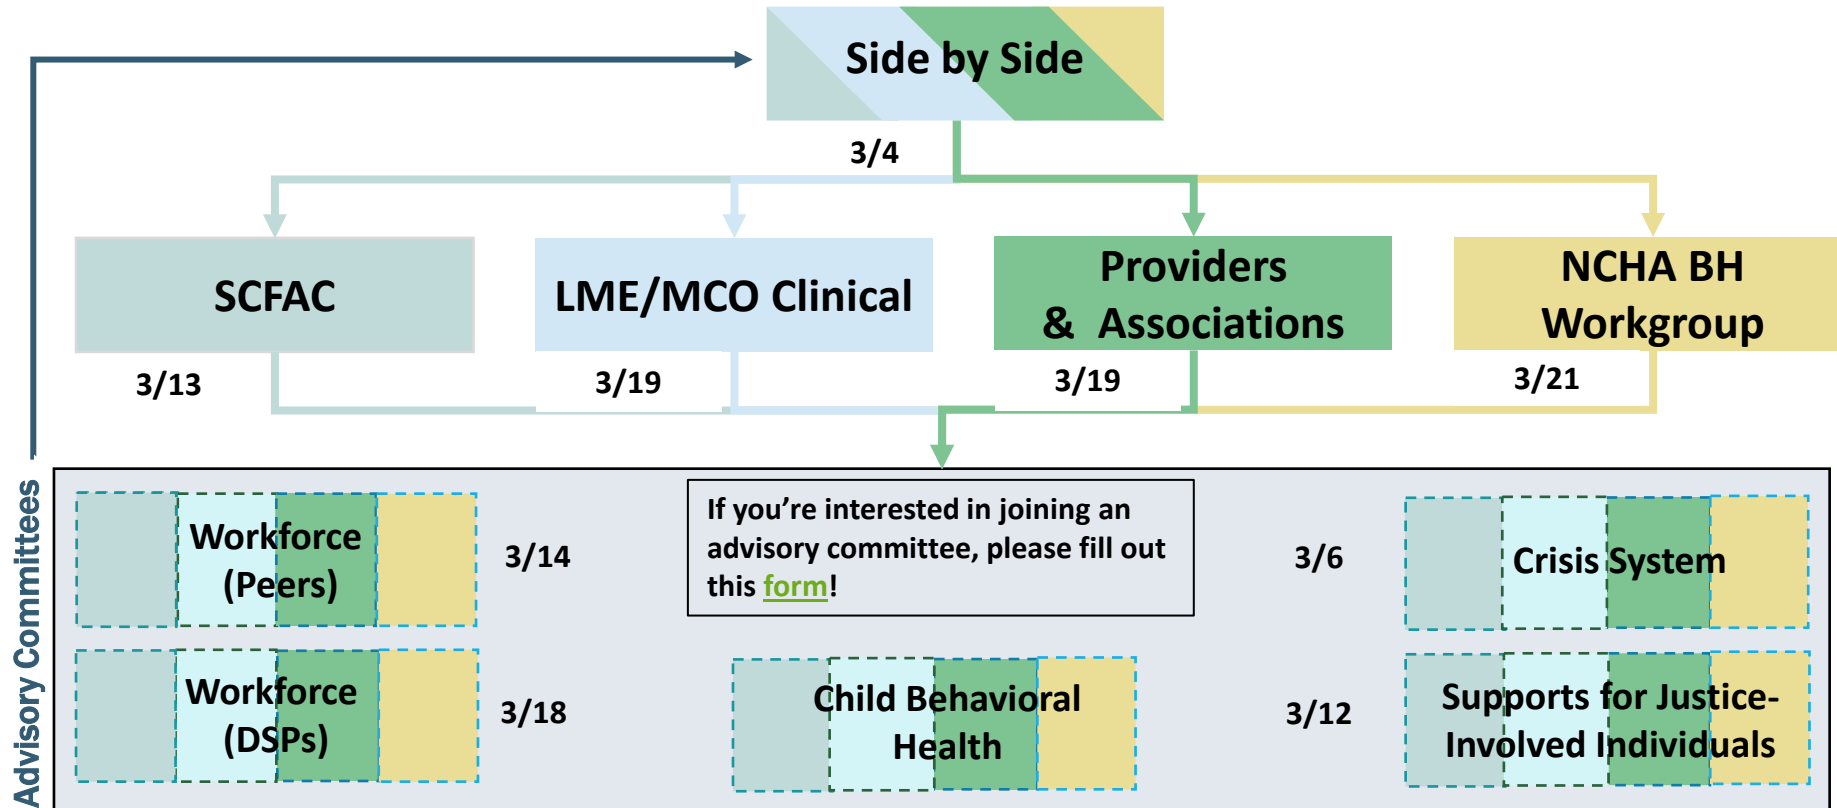 Side by Side
3/4
SCFAC
LME/MCO Clinical
Providers
& Associations
NCHA BH
Workgroup
3/13
3/19
3/19
3/21
Advisory Committees
Workforce
(Peers)
3/14
If you’re interested in joining an
advisory committee, please fill out
this form!
3/6
Crisis System
Workforce
(DSPs)
3/18
Child Behavioral
Health
3/12
Supports for Justice-
Involved Individuals